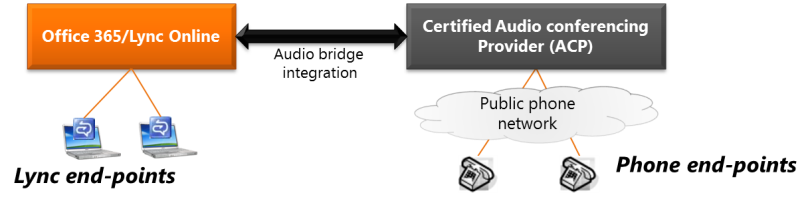 Office 365/Lync Online
Certified Audio conferencing
Provider (ACP)
Audio bridge
integration
Public phone
network
Lync end-points
Phone end-points